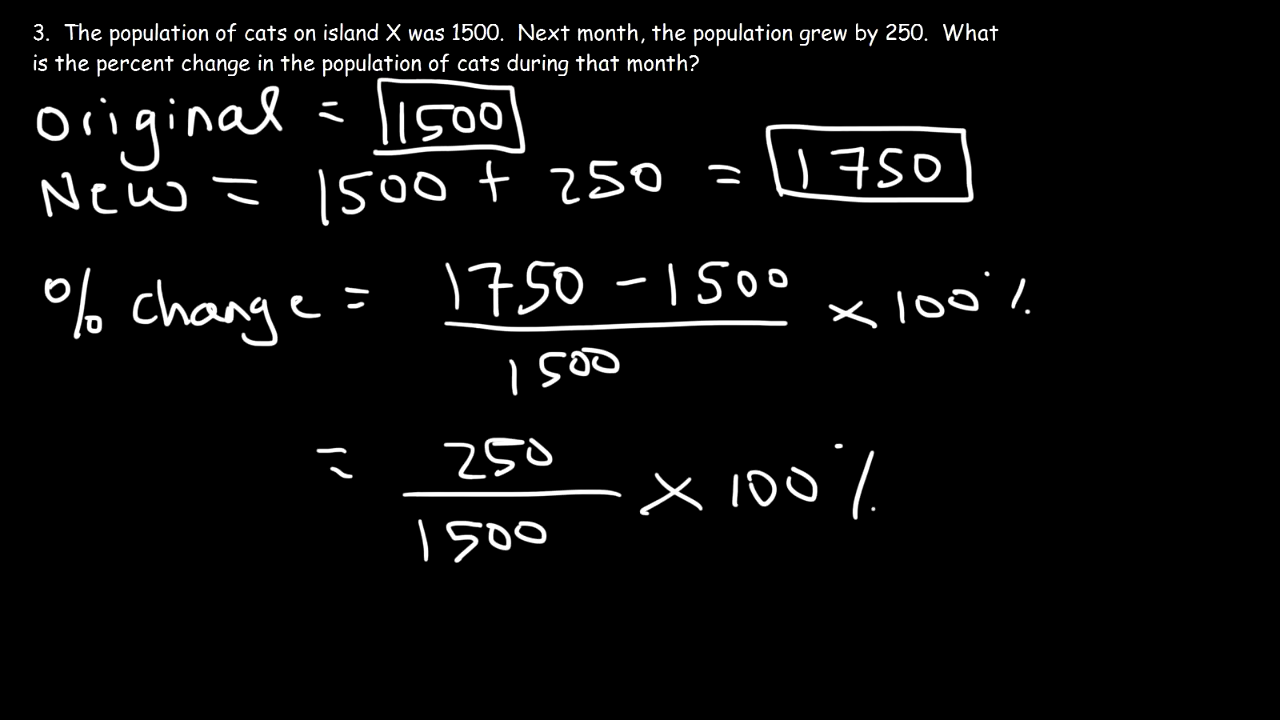 3. The population of cats on island X was 1500. Next month, the population grew by 250. What
is the percent change in the population of cats during that month?
Original = 1500
New = 1500 + 250 = 1750
% change = 1750 - 1500 / 1500 × 100%
= 250 / 1500 × 100%